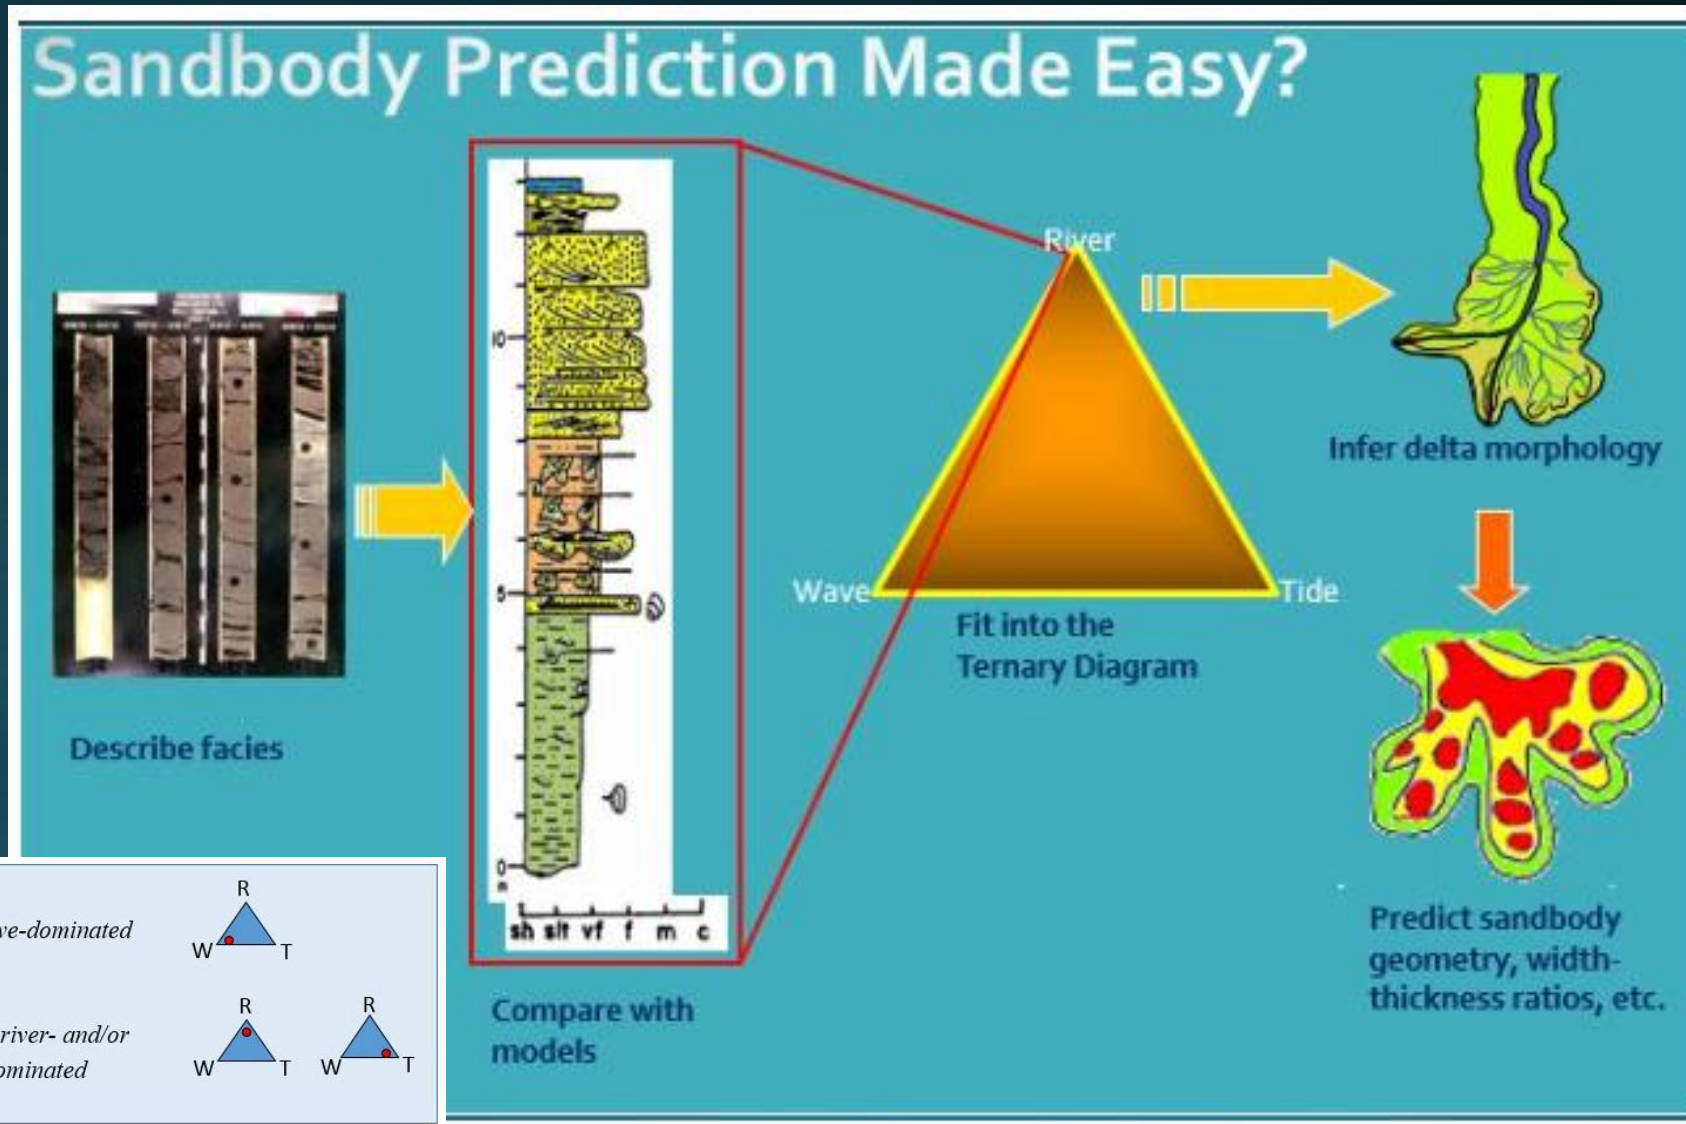 Sandbody Prediction Made Easy?
Describe facies
10
5
0
sh slt vf f m c
Compare with
models
River
Wave
Tide
Fit into the
Ternary Diagram
Infer delta morphology
Predict sandbody
geometry, width-
thickness ratios, etc.
ve-dominated
R
W
T
river- and/or
ominated
R
W
T
R
W
T